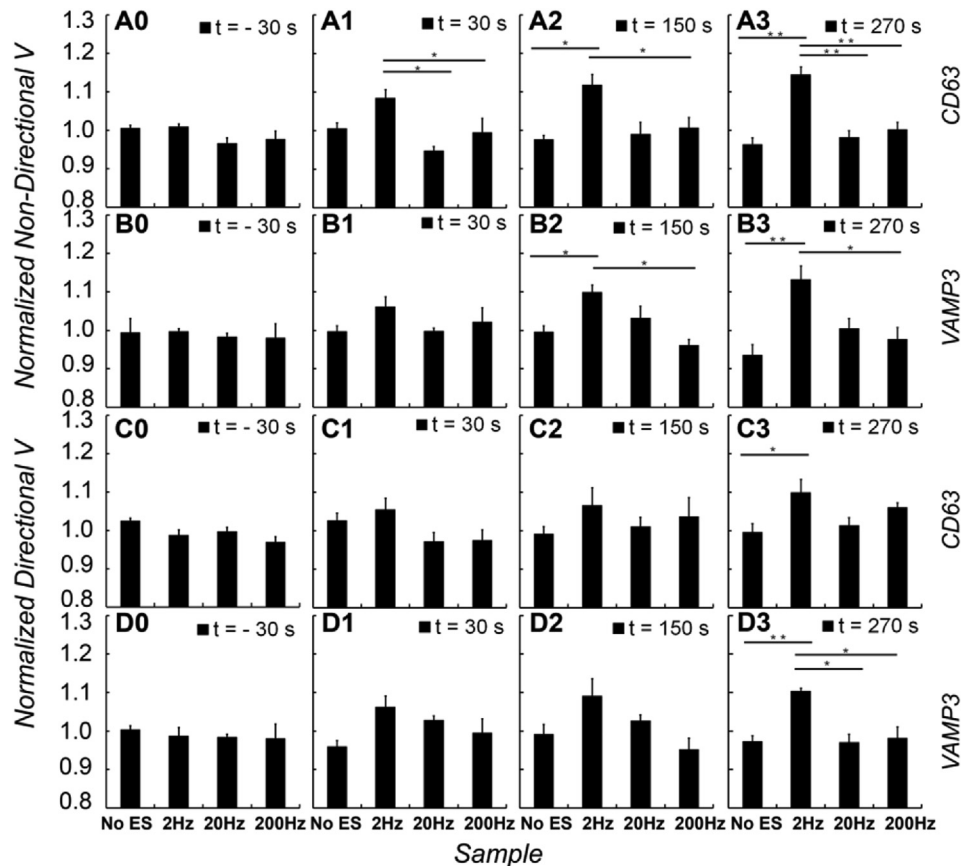 Normalized Non-Directional V
Normalized Directional V
1.3 A0 ■ t = - 30 s A1 ■ t = 30 s A2 ■ t = 150 s A3 ■ t = 270 s
* * * * ** ** **
1.2
1.1
1.0
0.9
0.8
CD63
1.3 B0 ■ t = - 30 s B1 ■ t = 30 s B2 ■ t = 150 s B3 ■ t = 270 s
* * ** *
1.2
1.1
1.0
0.9
0.8
VAMP3
1.3 C0 ■ t = - 30 s C1 ■ t = 30 s C2 ■ t = 150 s C3 ■ t = 270 s
*
1.2
1.1
1.0
0.9
0.8
CD63
1.3 D0 ■ t = - 30 s D1 ■ t = 30 s D2 ■ t = 150 s D3 ■ t = 270 s
** * *
1.2
1.1
1.0
0.9
0.8
VAMP3
No ES 2Hz 20Hz 200Hz No ES 2Hz 20Hz 200Hz No ES 2Hz 20Hz 200Hz No ES 2Hz 20Hz 200Hz
Sample